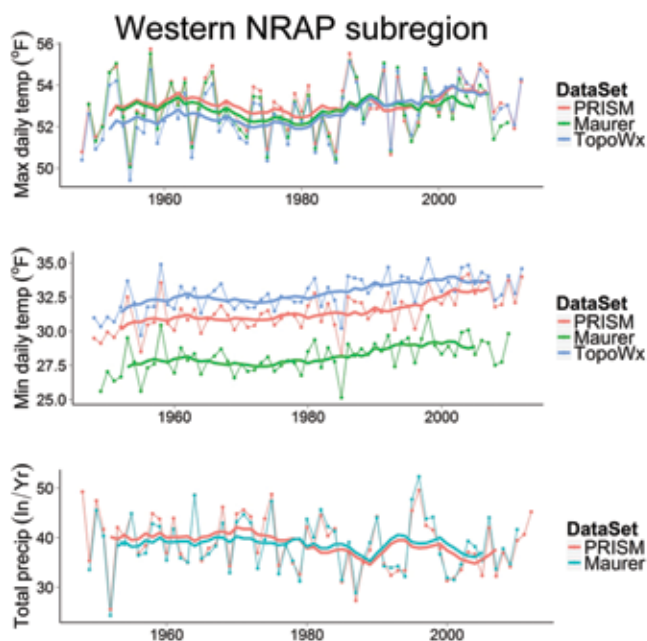 Western NRAP subregion
Max daily temp (°F)
56
54
52
50
1960
1980
2000
DataSet
PRISM
Maurer
TopoWx
Min daily temp (°F)
35.0
32.5
30.0
27.5
25.0
1960
1980
2000
DataSet
PRISM
Maurer
TopoWx
Total precip (In/Yr)
50
40
30
1960
1980
2000
DataSet
PRISM
Maurer